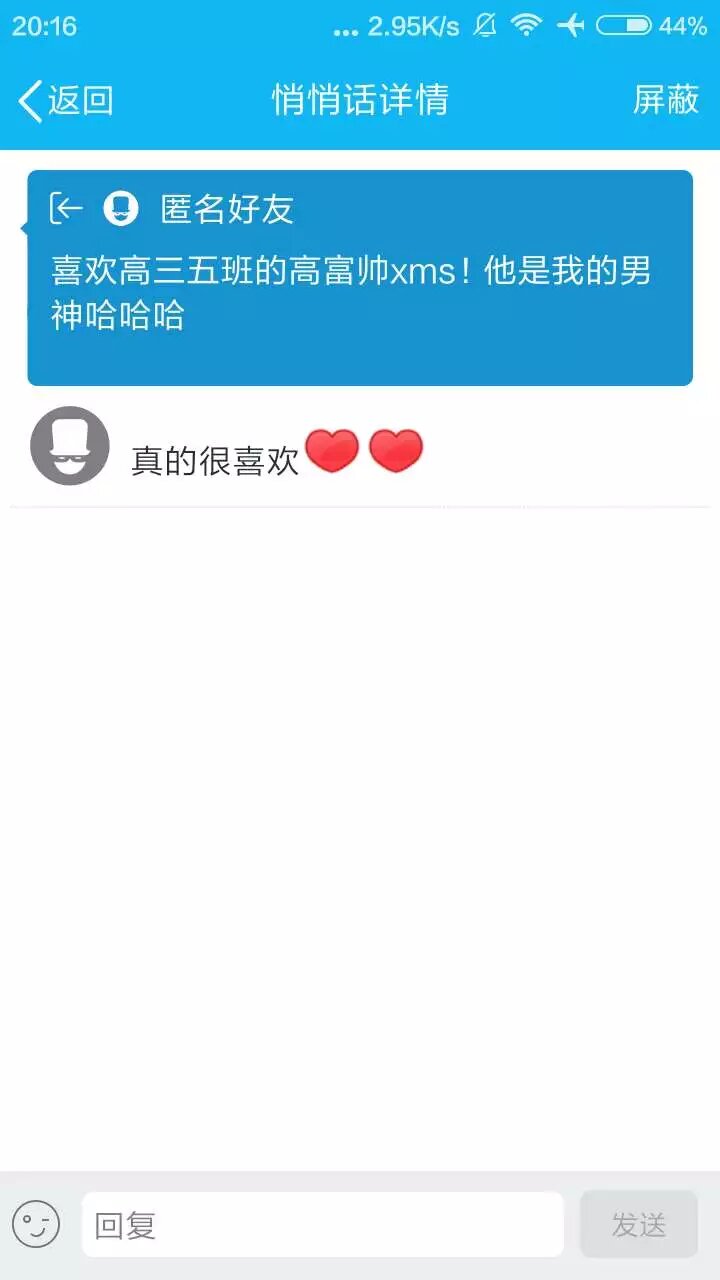 20:16 ... 2.95K/s 44%
返回 悄悄话详情 屏蔽
匿名好友
喜欢高三五班的高富帅xms！他是我的男
神哈哈哈
真的很喜欢❤❤
回复 发送